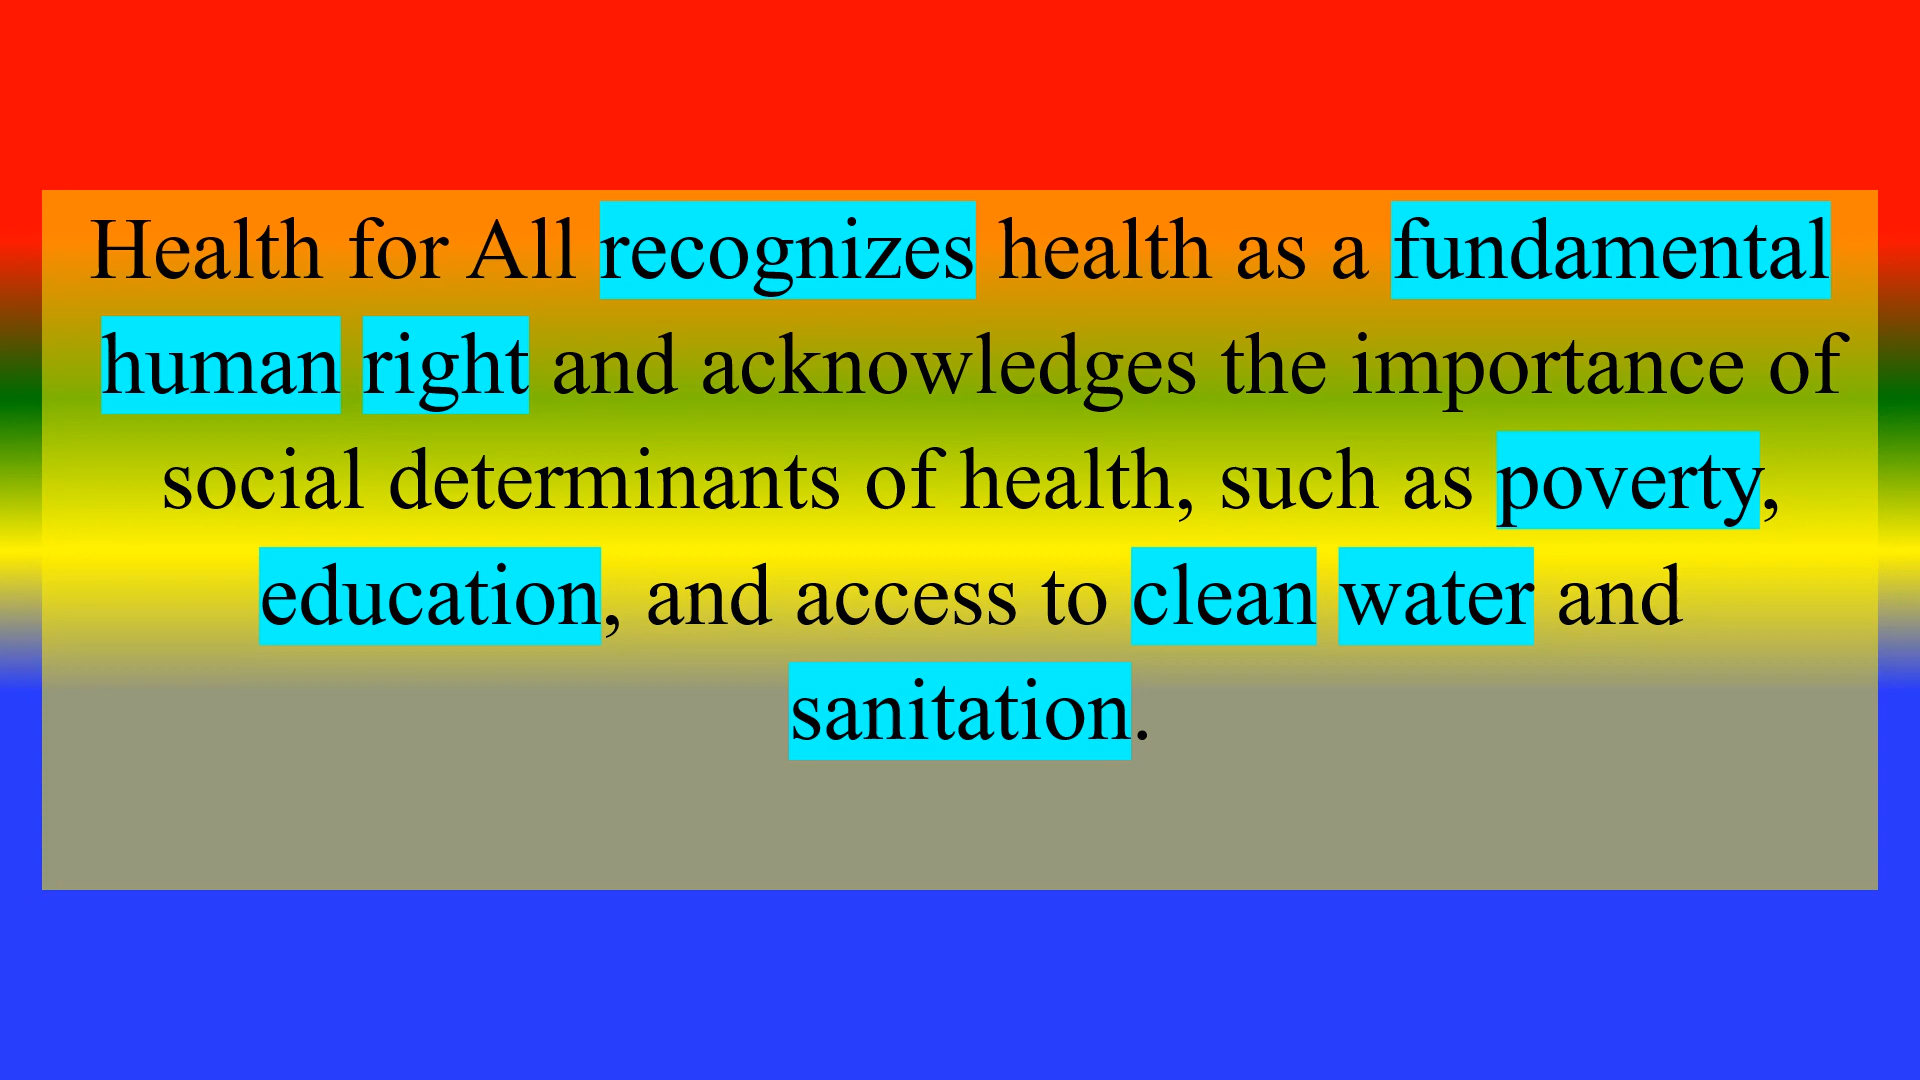 Health for All recognizes health as a fundamental
human right and acknowledges the importance of
social determinants of health, such as poverty,
education, and access to clean water and
sanitation.